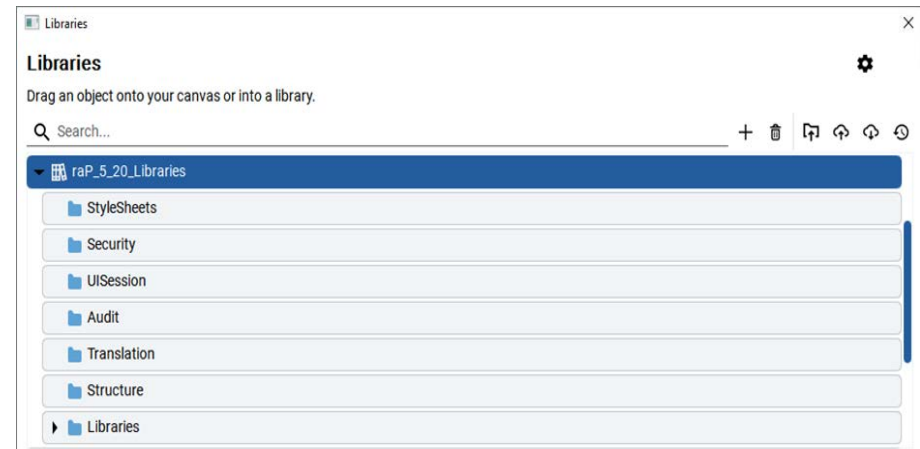 Libraries
Libraries
Drag an object onto your canvas or into a library.
Search...
raP_5_20_Libraries
StyleSheets
Security
UISession
Audit
Translation
Structure
Libraries